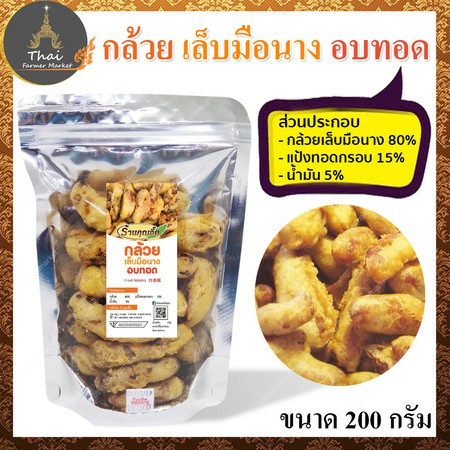 Thai
Farmer Market
กล้วย เล็บมือนาง อบทอด
ส่วนประกอบ
- กล้วยเล็บมือนาง 80%
- แป้งทอดกรอบ 15%
- น้ำมัน 5%
กล้วย
เล็บมือนาง
อบทอด
Fried Banana
ขนาด 200 กรัม